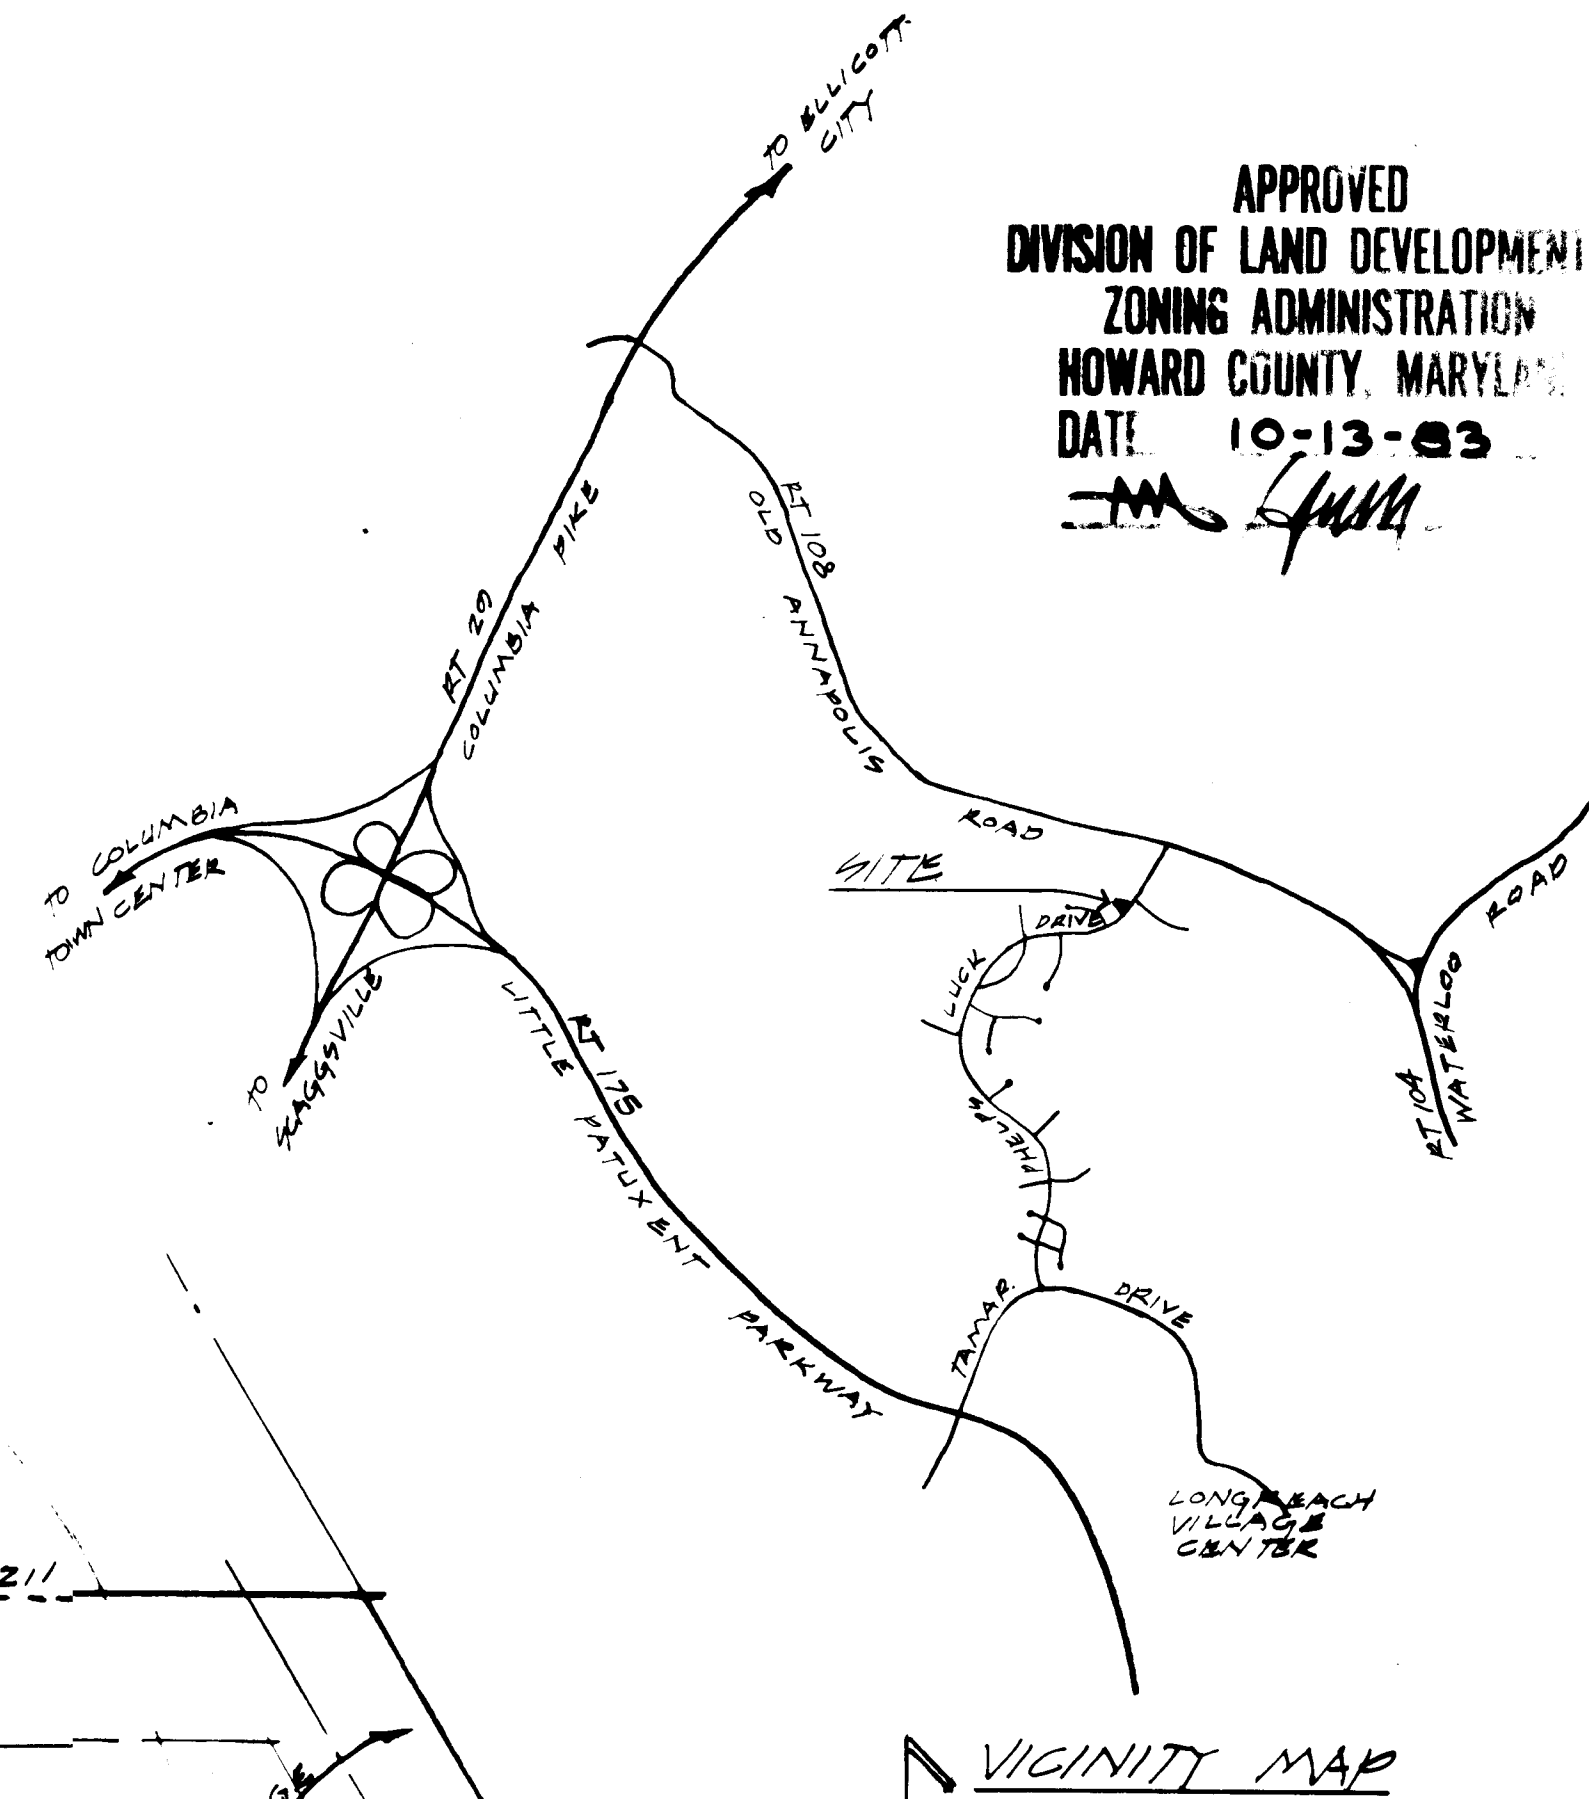 TO ELLICOTT
CITY
APPROVED
DIVISION OF LAND DEVELOPMENT
ZONING ADMINISTRATION
HOWARD COUNTY, MARYLAN
DATE 10-13-83
RT 108
OLD ANNAPOLIS ROAD
RT 29
COLUMBIA PIKE
TO COLUMBIA
TOWN CENTER
SITE
WATERLOO ROAD
RT 104
LUCK PHELPS DRIVE
TO
SCAGGSVILLE
RT 175
LITTLE PATUXENT PARKWAY
TAMAR DRIVE
LONG REACH
VILLAGE
CENTER
211
VICINITY MAP